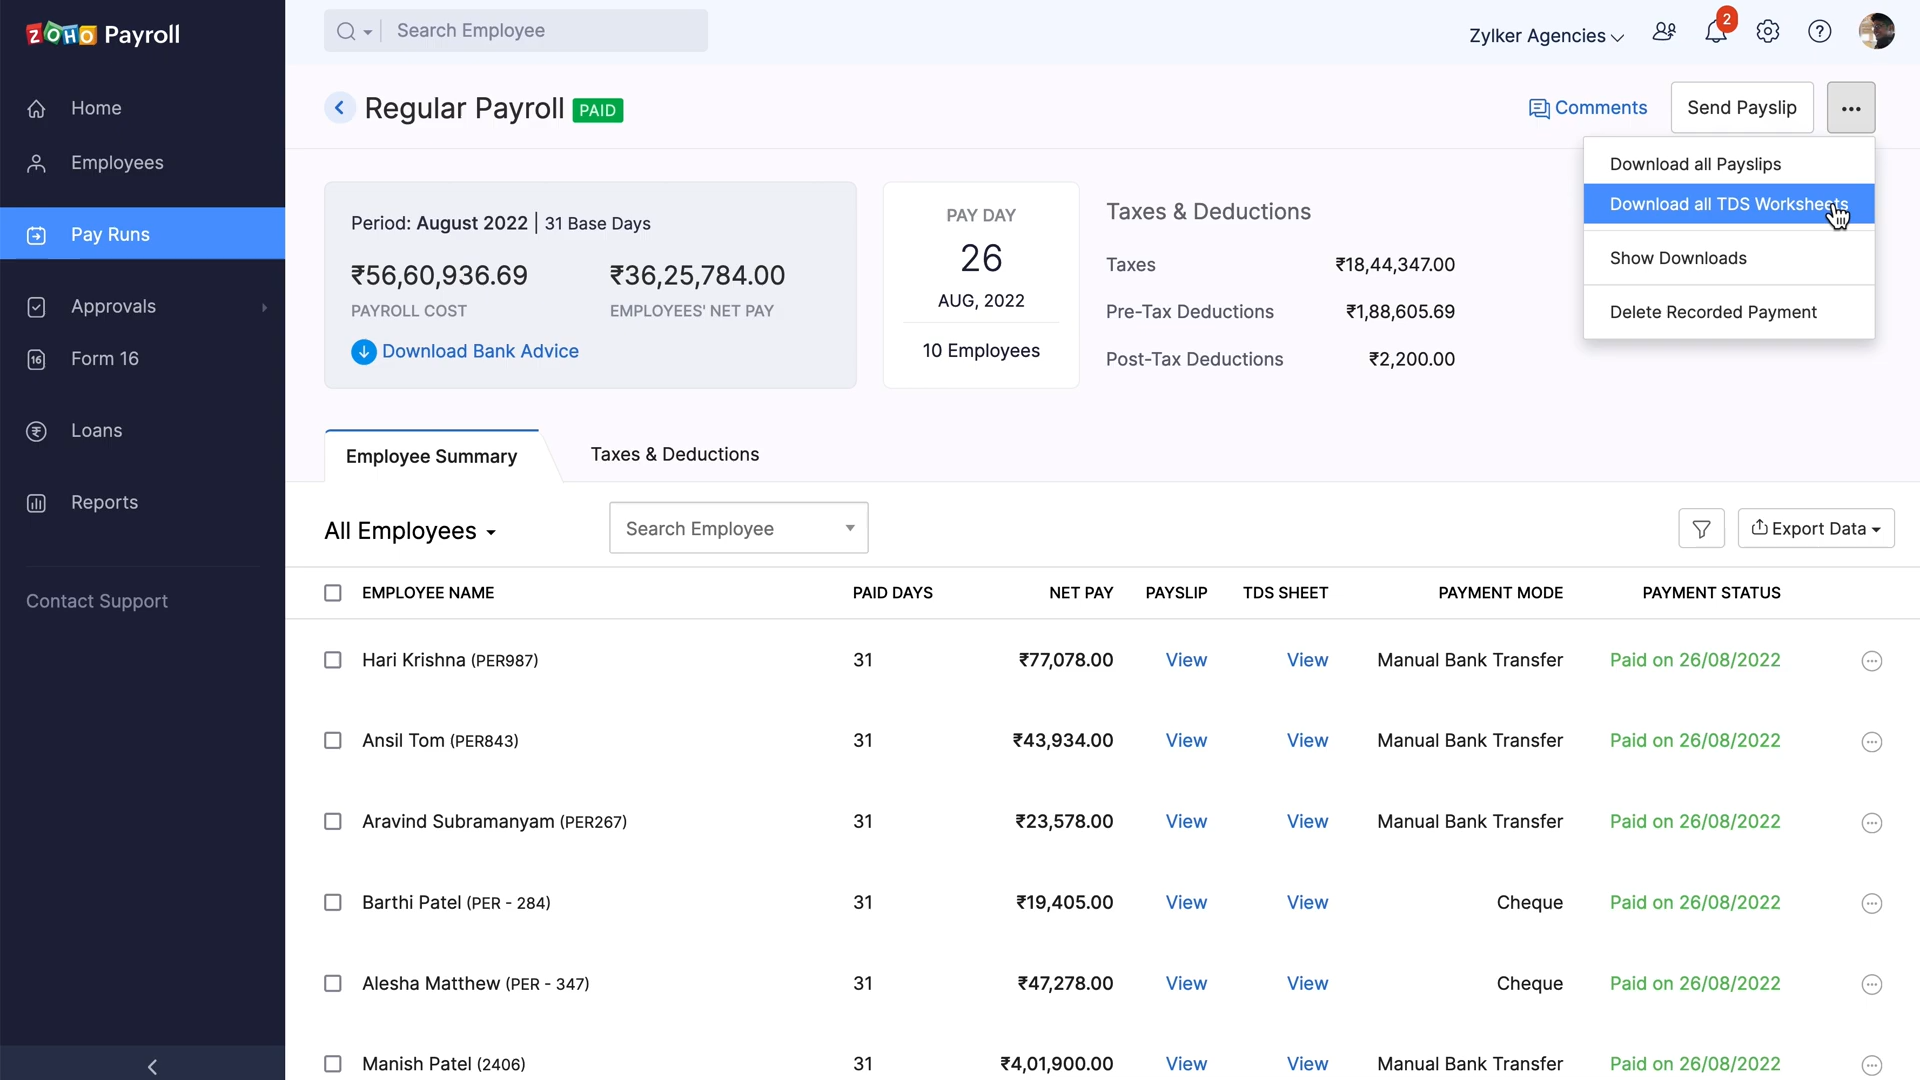 ZOHO Payroll
Search Employee
Zylker Agencies
2
Home
Employees
Pay Runs
Approvals
16 Form 16
Loans
Reports
Contact Support
Regular Payroll PAID
Comments
Send Payslip
Download all Payslips
Download all TDS Worksheets
Show Downloads
Delete Recorded Payment
Period: August 2022 | 31 Base Days
₹56,60,936.69 ₹36,25,784.00
PAYROLL COST EMPLOYEES' NET PAY
Download Bank Advice
PAY DAY
26
AUG, 2022
10 Employees
Taxes & Deductions
Taxes ₹18,44,347.00
Pre-Tax Deductions ₹1,88,605.69
Post-Tax Deductions ₹2,200.00
Employee Summary Taxes & Deductions
All Employees Search Employee Export Data
EMPLOYEE NAME PAID DAYS NET PAY PAYSLIP TDS SHEET PAYMENT MODE PAYMENT STATUS
Hari Krishna (PER987) 31 ₹77,078.00 View View Manual Bank Transfer Paid on 26/08/2022
Ansil Tom (PER843) 31 ₹43,934.00 View View Manual Bank Transfer Paid on 26/08/2022
Aravind Subramanyam (PER267) 31 ₹23,578.00 View View Manual Bank Transfer Paid on 26/08/2022
Barthi Patel (PER - 284) 31 ₹19,405.00 View View Cheque Paid on 26/08/2022
Alesha Matthew (PER - 347) 31 ₹47,278.00 View View Cheque Paid on 26/08/2022
Manish Patel (2406) 31 ₹4,01,900.00 View View Manual Bank Transfer Paid on 26/08/2022